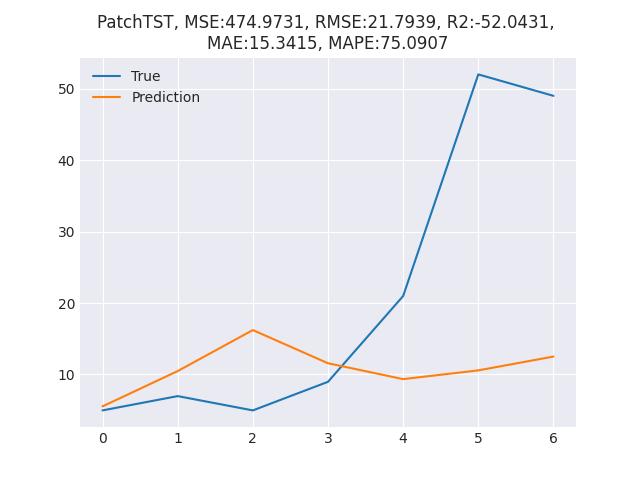 PatchTST, MSE:474.9731, RMSE:21.7939, R2:-52.0431,
MAE:15.3415, MAPE:75.0907
True
Prediction
50
40
30
20
10
0 1 2 3 4 5 6